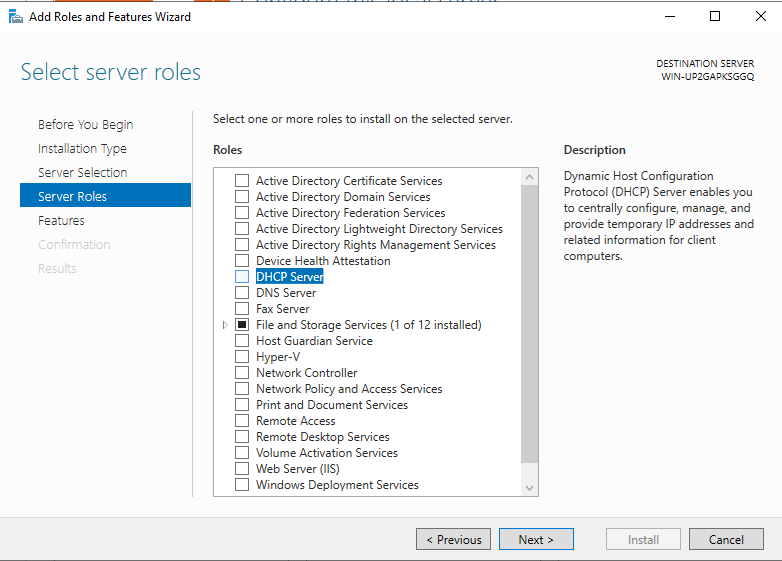 Add Roles and Features Wizard
Select server roles
DESTINATION SERVER
WIN-UP2GAPKSGGQ
Before You Begin
Installation Type
Server Selection
Server Roles
Features
Confirmation
Results
Select one or more roles to install on the selected server.
Roles
Active Directory Certificate Services
Active Directory Domain Services
Active Directory Federation Services
Active Directory Lightweight Directory Services
Active Directory Rights Management Services
Device Health Attestation
DHCP Server
DNS Server
Fax Server
File and Storage Services (1 of 12 installed)
Host Guardian Service
Hyper-V
Network Controller
Network Policy and Access Services
Print and Document Services
Remote Access
Remote Desktop Services
Volume Activation Services
Web Server (IIS)
Windows Deployment Services
Description
Dynamic Host Configuration
Protocol (DHCP) Server enables you
to centrally configure, manage, and
provide temporary IP addresses and
related information for client
computers.
< Previous
Next >
Install
Cancel